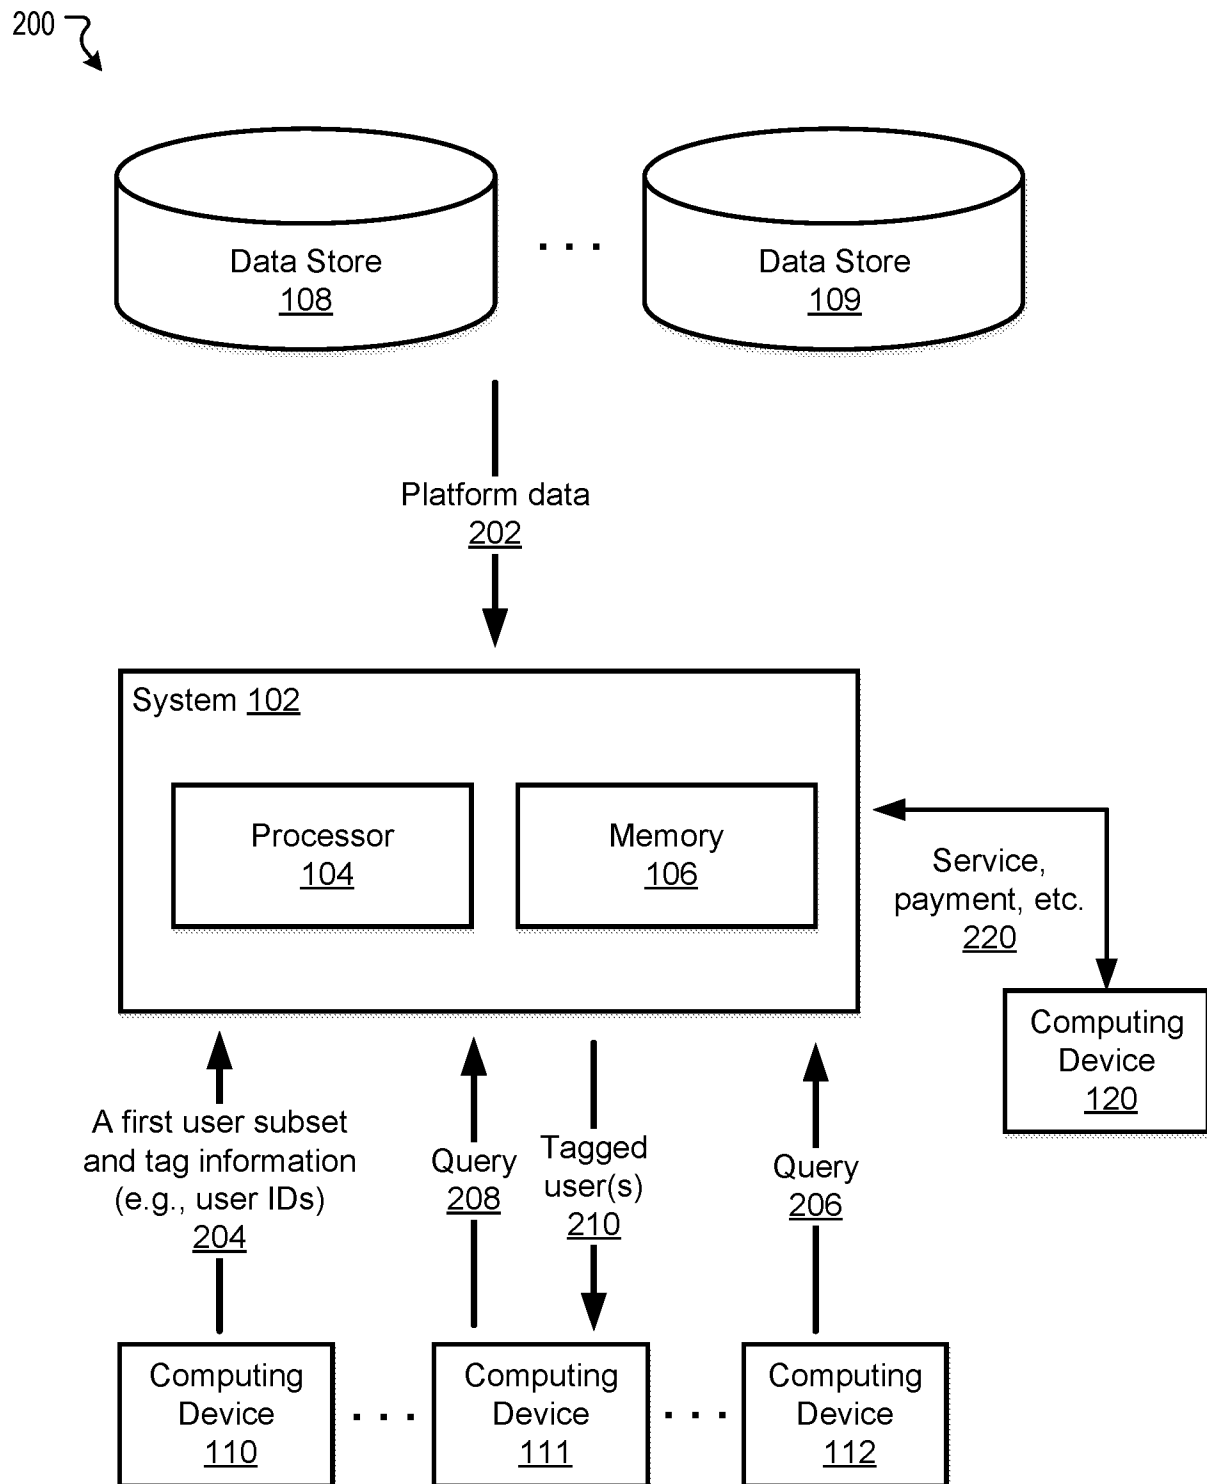 200
Data Store
108
. . .
Data Store
109
Platform data
202
System 102
Processor
104
Memory
106
Service,
payment, etc.
220
Computing
Device
120
A first user subset
and tag information
(e.g., user IDs)
204
Query
208
Tagged
user(s)
210
Query
206
Computing
Device
110
. . .
Computing
Device
111
. . .
Computing
Device
112